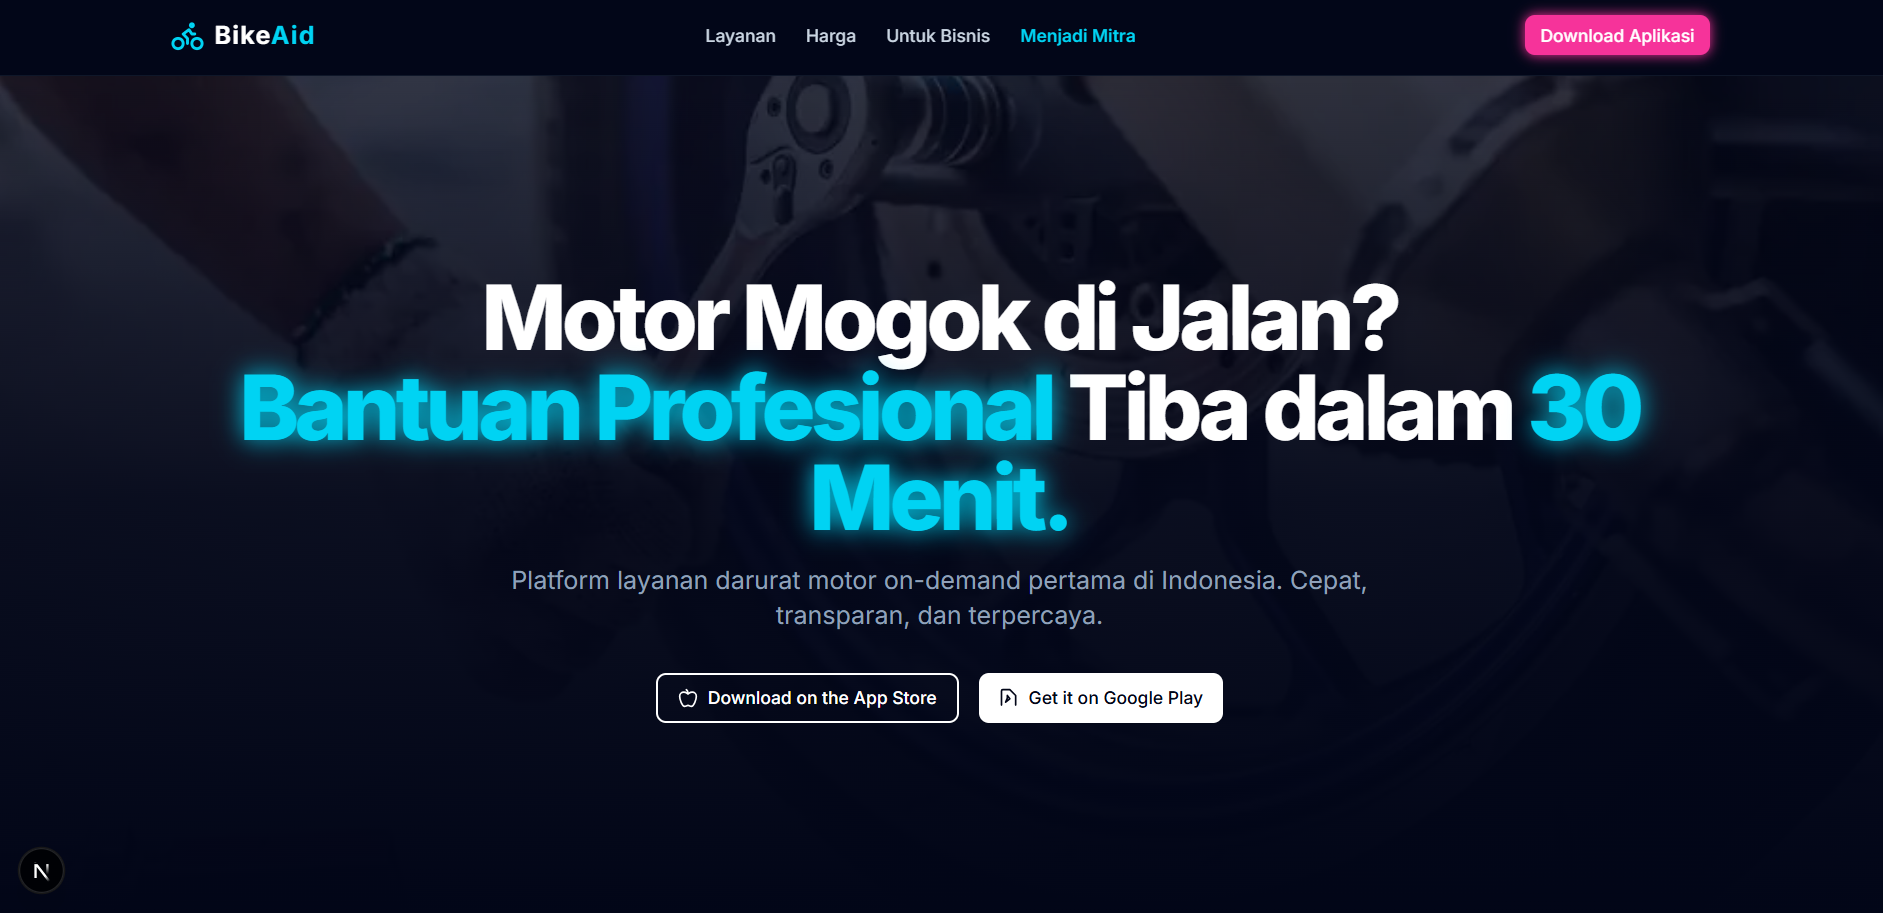 BikeAid
Layanan
Harga
Untuk Bisnis
Menjadi Mitra
Download Aplikasi
Motor Mogok di Jalan?
Bantuan Profesional Tiba dalam 30
Menit.
Platform layanan darurat motor on-demand pertama di Indonesia. Cepat,
transparan, dan terpercaya.
Download on the App Store
Get it on Google Play
N